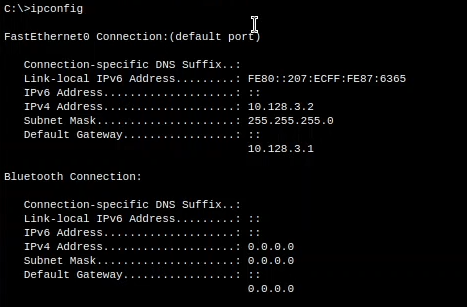 C:\>ipconfig
FastEthernet0 Connection:(default port)
Connection-specific DNS Suffix..:
Link-local IPv6 Address.........: FE80::207:ECFF:FE87:6365
IPv6 Address....................: ::
IPv4 Address....................: 10.128.3.2
Subnet Mask.....................: 255.255.255.0
Default Gateway.................: ::
10.128.3.1
Bluetooth Connection:
Connection-specific DNS Suffix..:
Link-local IPv6 Address.........: ::
IPv6 Address....................: ::
IPv4 Address....................: 0.0.0.0
Subnet Mask.....................: 0.0.0.0
Default Gateway.................: ::
0.0.0.0